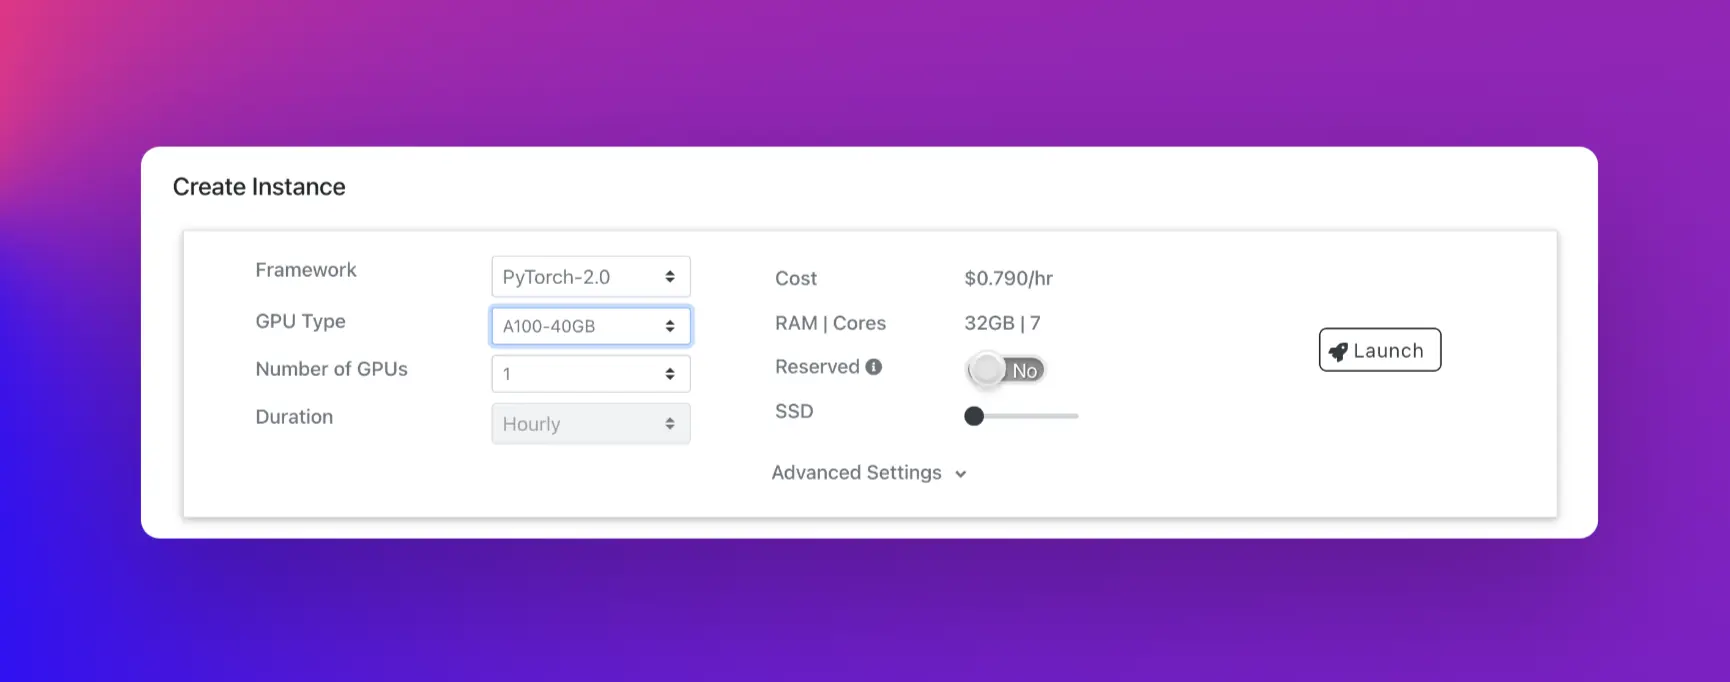 Create Instance
Framework
PyTorch-2.0
GPU Type
A100-40GB
Number of GPUs
1
Duration
Hourly
Cost
$0.790/hr
RAM | Cores
32GB | 7
Reserved
No
SSD
Advanced Settings
Launch